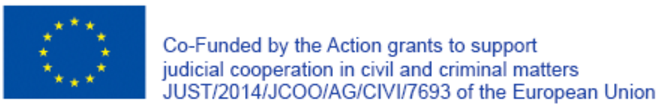 Co-Funded by the Action grants to support
judicial cooperation in civil and criminal matters
JUST/2014/JCOO/AG/CIVI/7693 of the European Union